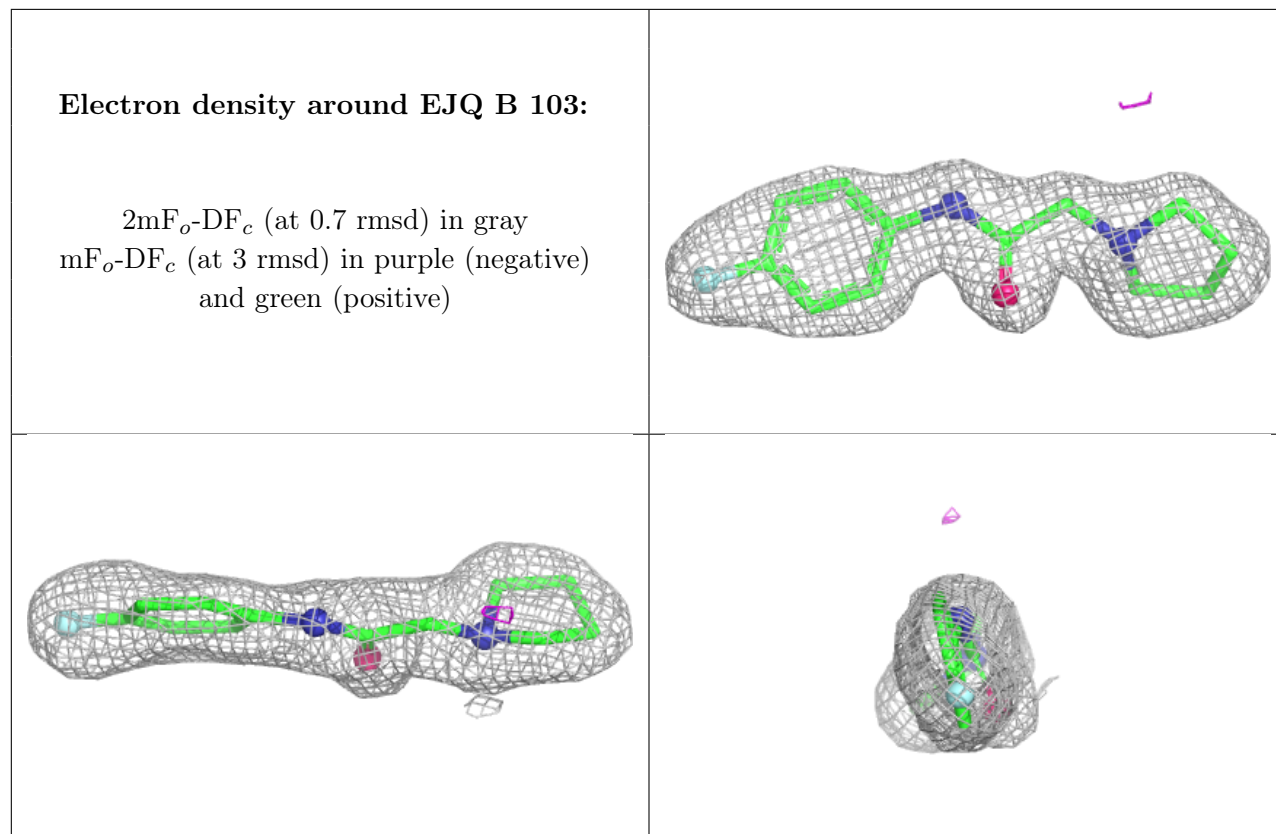 Electron density around EJQ B 103:
2mFo-DFc (at 0.7 rmsd) in gray
mFo-DFc (at 3 rmsd) in purple (negative)
and green (positive)